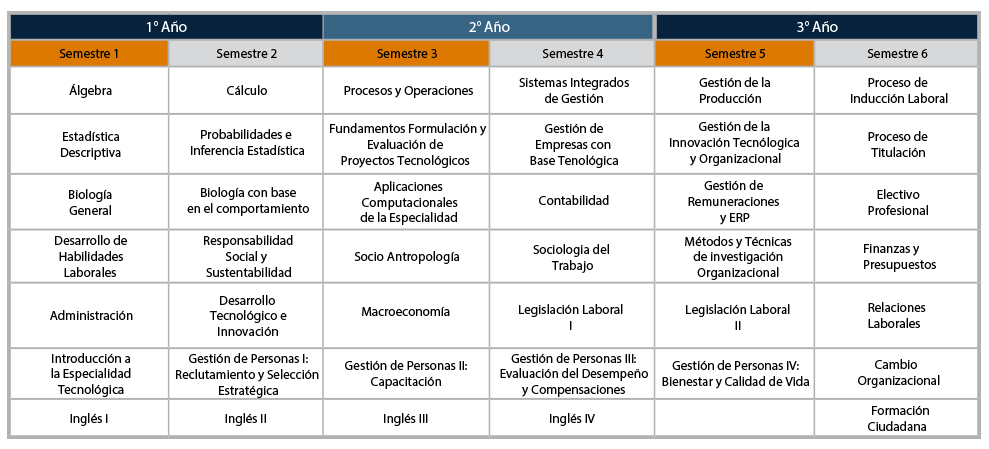 1° Año
2° Año
3° Año
Semestre 1
Semestre 2
Semestre 3
Semestre 4
Semestre 5
Semestre 6
Álgebra
Cálculo
Procesos y Operaciones
Sistemas Integrados
de Gestión
Gestión de la
Producción
Proceso de
Inducción Laboral
Estadística
Descriptiva
Probabilidades e
Inferencia Estadística
Fundamentos Formulación y
Evaluación de
Proyectos Tecnológicos
Gestión de
Empresas con
Base Tenológica
Gestión de la
Innovación Tecnólogica
y Organizacional
Proceso de
Titulación
Biología
General
Biología con base
en el comportamiento
Aplicaciones
Computacionales
de la Especialidad
Contabilidad
Gestión de
Remuneraciones
y ERP
Electivo
Profesional
Desarrollo de
Habilidades
Laborales
Responsabilidad
Social y
Sustentabilidad
Socio Antropología
Sociologia del
Trabajo
Métodos y Técnicas
de investigación
Organizacional
Finanzas y
Presupuestos
Administración
Desarrollo
Tecnológico e
Innovación
Macroeconomía
Legislación Laboral
I
Legislación Laboral
II
Relaciones
Laborales
Introducción a
la Especialidad
Tecnológica
Gestión de Personas I:
Reclutamiento y Selección
Estratégica
Gestión de Personas II:
Capacitación
Gestión de Personas III:
Evaluación del Desempeño
y Compensaciones
Gestión de Personas IV:
Bienestar y Calidad de Vida
Cambio
Organizacional
Inglés I
Inglés II
Inglés III
Inglés IV
Formación
Ciudadana